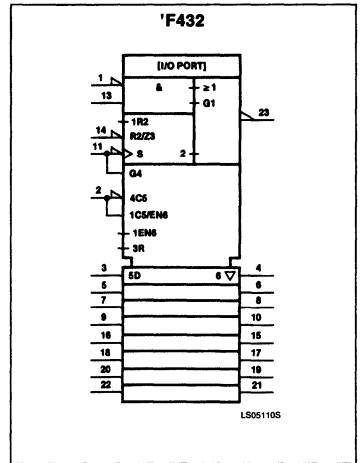 'F432
[I/O PORT]
1
&
≥ 1
13
G1
23
1R2
14
R2/Z3
11
S
2
G4
2
4C5
1C5/EN6
1EN6
3R
3
5D
6 ▽
4
5
6
7
8
9
10
16
15
18
17
20
19
22
21
LS05110S